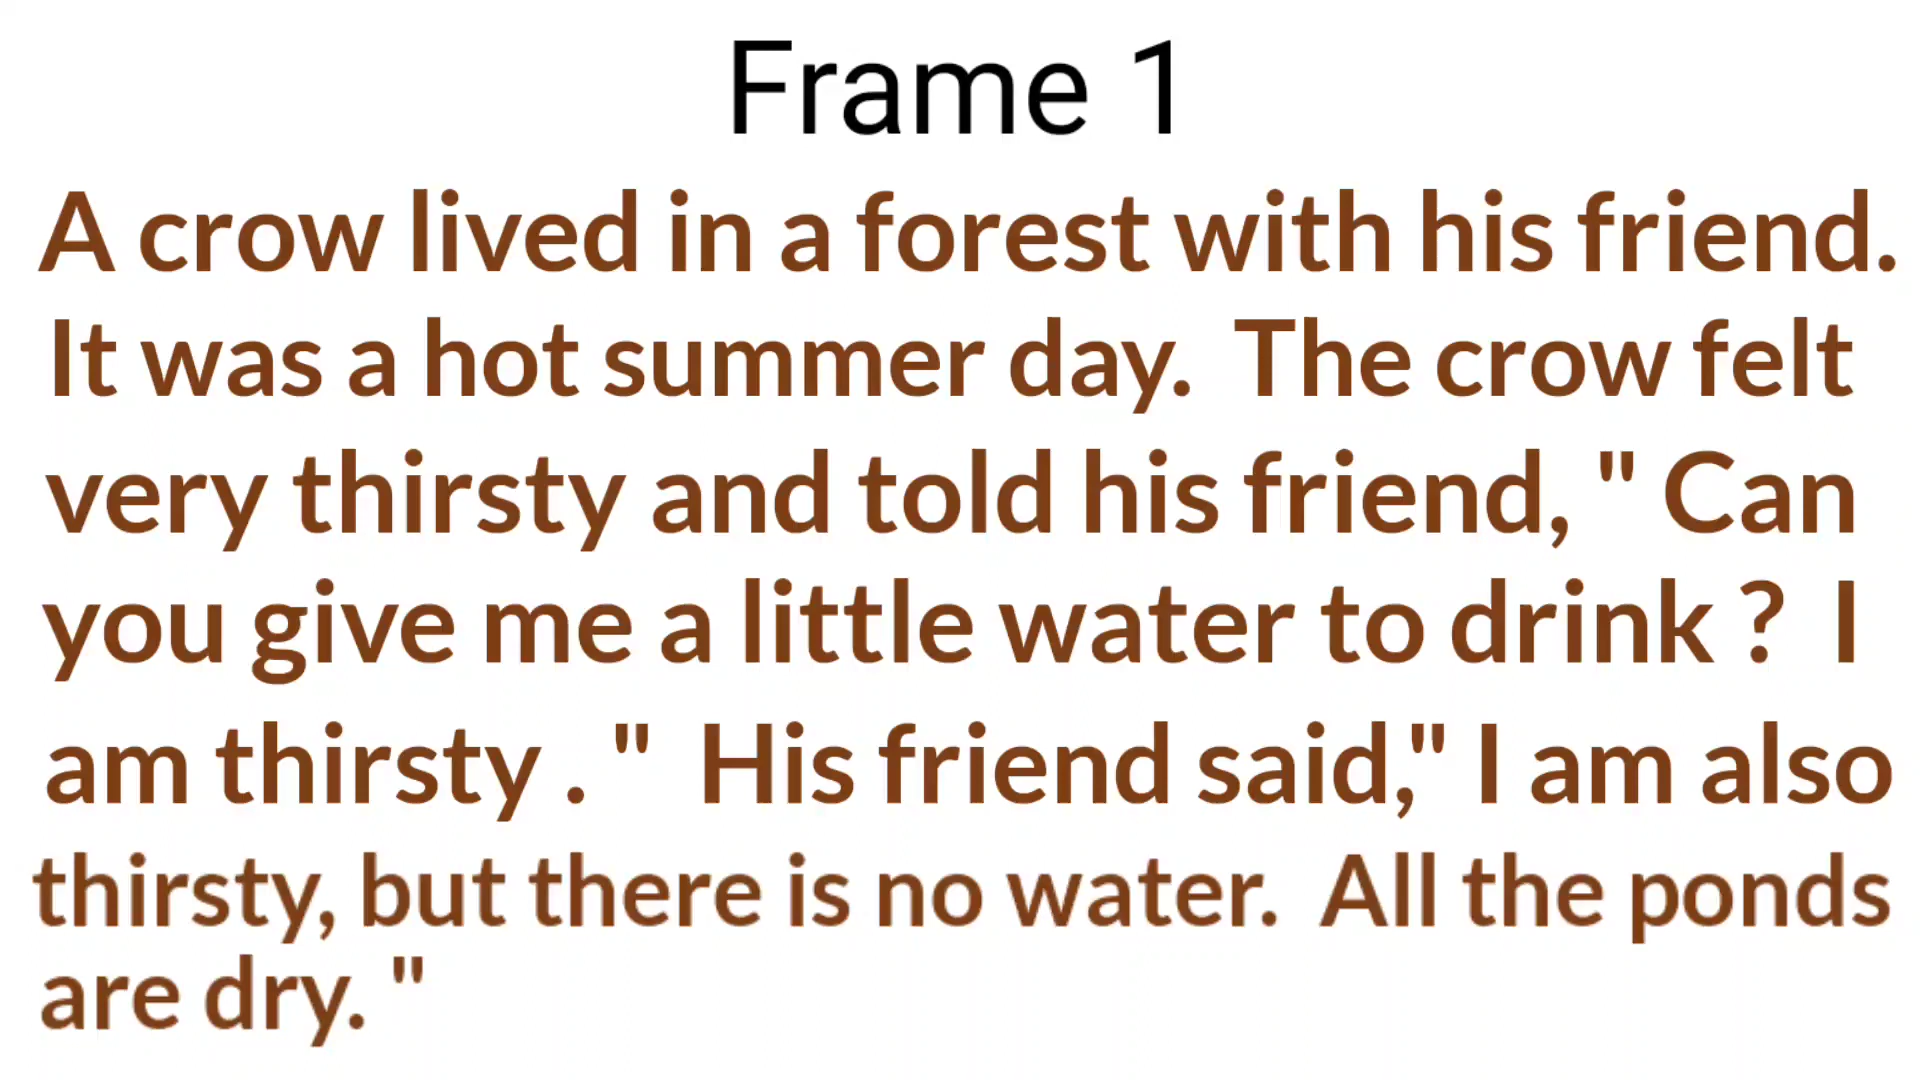 Frame 1
A crow lived in a forest with his friend.
It was a hot summer day. The crow felt
very thirsty and told his friend, " Can
you give me a little water to drink ? I
am thirsty . " His friend said," I am also
thirsty, but there is no water. All the ponds
are dry. "